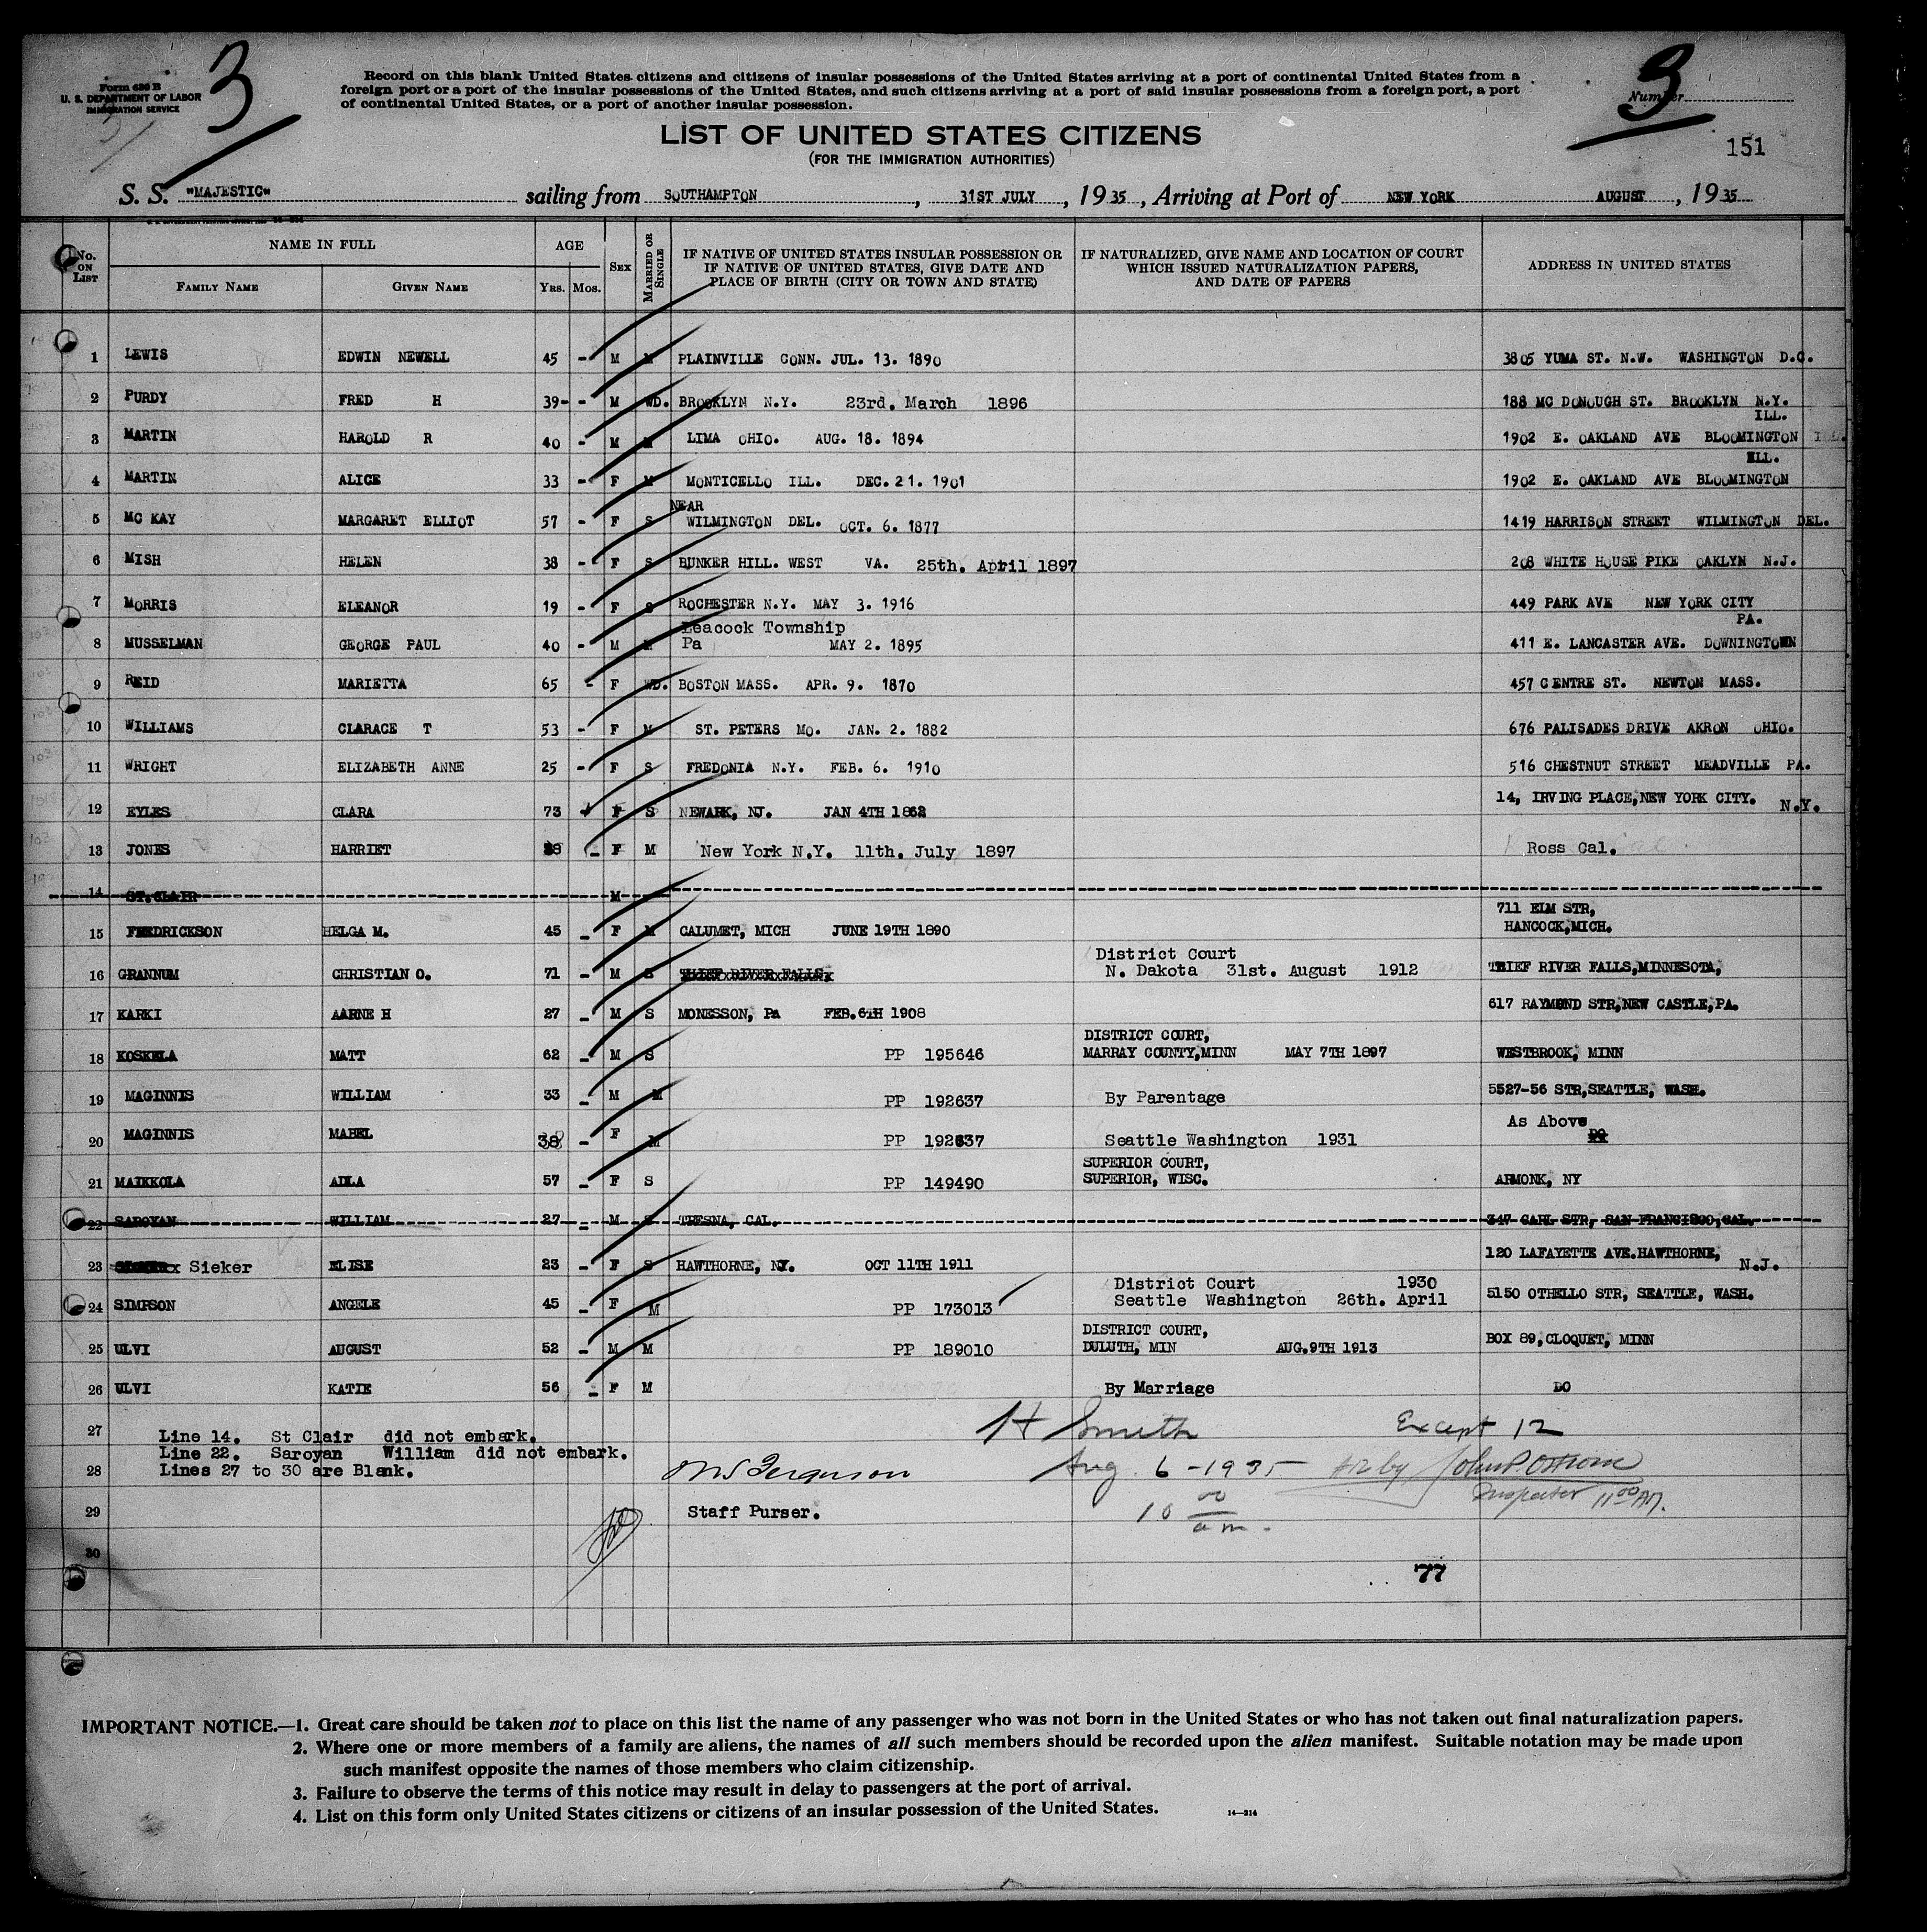 Form 630 B
U. S. DEPARTMENT OF LABOR
IMMIGRATION SERVICE
3
Record on this blank United States citizens and citizens of insular possessions of the United States arriving at a port of continental United States from a
foreign port or a port of the insular possessions of the United States, and such citizens arriving at a port of said insular possessions from a foreign port, a port
of continental United States, or a port of another insular possession.
Number
3
LIST OF UNITED STATES CITIZENS
(FOR THE IMMIGRATION AUTHORITIES)
151
S. S. "MAJESTIC" sailing from SOUTHAMPTON, 31ST JULY, 1935, Arriving at Port of NEW YORK AUGUST, 1935
No. ON LIST
NAME IN FULL
FAMILY NAME
GIVEN NAME
AGE
YRS. MOS.
SEX
MARRIED OR SINGLE
IF NATIVE OF UNITED STATES INSULAR POSSESSION OR
IF NATIVE OF UNITED STATES, GIVE DATE AND
PLACE OF BIRTH (CITY OR TOWN AND STATE)
IF NATURALIZED, GIVE NAME AND LOCATION OF COURT
WHICH ISSUED NATURALIZATION PAPERS,
AND DATE OF PAPERS
ADDRESS IN UNITED STATES
1 LEWIS EDWIN NEWELL 45 - M M PLAINVILLE CONN. JUL. 13. 1890 3805 YUMA ST. N.W. WASHINGTON D.C.
2 PURDY FRED H 39- - M WD. BROOKLYN N.Y. 23rd. March 1896 188 MC DONOUGH ST. BROOKLYN N.Y.
ILL.
3 MARTIN HAROLD R 40 - M M LIMA OHIO. AUG. 18. 1894 1902 E. OAKLAND AVE BLOOMINGTON
ILL.
4 MARTIN ALICE 33 - F M MONTICELLO ILL. DEC. 21. 1901 1902 E. OAKLAND AVE BLOOMINGTON
NEAR
5 MC KAY MARGARET ELLIOT 57 - F S WILMINGTON DEL. OCT. 6. 1877 1419 HARRISON STREET WILMINGTON DEL.
6 MISH HELEN 38 - F S BUNKER HILL. WEST VA. 25th. April 1897 208 WHITE HOUSE PIKE OAKLYN N.J.
7 MORRIS ELEANOR 19 - F S ROCHESTER N.Y. MAY 3. 1916 449 PARK AVE NEW YORK CITY
Leacock Township PA.
8 MUSSELMAN GEORGE PAUL 40 - M M Pa MAY 2. 1895 411 E. LANCASTER AVE. DOWNINGTOWN
9 REID MARIETTA 65 - F WD. BOSTON MASS. APR. 9. 1870 457 CENTRE ST. NEWTON MASS.
10 WILLIAMS CLARACE T 53 - F M ST. PETERS MO. JAN. 2. 1882 676 PALISADES DRIVE AKRON OHIO.
11 WRIGHT ELIZABETH ANNE 25 - F S FREDONIA N.Y. FEB. 6. 1910 516 CHESTNUT STREET MEADVILLE PA.
12 EYLES CLARA 73 F S NEWARK, NJ. JAN 4TH 1862 14, IRVING PLACE, NEW YORK CITY. N.Y.
13 JONES HARRIET 38 - F M New York N.Y. 11th. July 1897 Ross Cal.
14 ST.CLAIR M
711 ELM STR,
15 FREDRICKSON HELGA M. 45 - F M CALUMET, MICH JUNE 19TH 1890 HANCOCK, MICH.
District Court
16 GRANNUM CHRISTIAN O. 71 - M S THIEF RIVER FALLS N. Dakota 31st. August 1912 THIEF RIVER FALLS, MINNESOTA,
17 KARKI AARNE H 27 - M S MONESSON, Pa FEB. 6TH 1908 617 RAYMOND STR, NEW CASTLE, PA.
DISTRICT COURT,
18 KOSKELA MATT 62 - M S PP 195646 MARRAY COUNTY, MINN MAY 7TH 1897 WESTBROOK, MINN
19 MAGINNIS WILLIAM 33 - M M PP 192637 By Parentage 5527-56 STR, SEATTLE, WASH.
20 MAGINNIS MABEL 38 - F M PP 192637 Seattle Washington 1931 As Above DO
SUPERIOR COURT,
21 MAIKKOLA AILA 57 - F S PP 149490 SUPERIOR, WISC. ARMONK, NY
22 SAROYAN WILLIAM 27 - M S TRESNA, CAL. 347 CARL STR, SAN FRANCISCO, CAL.
23 Sieker ELISE 23 - F S HAWTHORNE, NJ. OCT 11TH 1911 120 LAFAYETTE AVE. HAWTHORNE, N.J.
District Court 1930
24 SIMPSON ANGELE 45 - F M PP 173013 Seattle Washington 26th. April 5150 OTHELLO STR, SEATTLE, WASH.
DISTRICT COURT,
25 ULVI AUGUST 52 - M M PP 189010 DULUTH, MIN AUG. 9TH 1913 BOX 89, CLOQUET, MINN
26 ULVI KATIE 56 - F M By Marriage DO
27 Line 14. St Clair did not embark. H Smith Except 12
Line 22. Saroyan William did not embark.
28 Lines 27 to 30 are Blank. Ferguson Aug. 6-1935 #12 by John P. Inspector 11 00 AM.
29 Staff Purser. 10 00 a m.
30
77
IMPORTANT NOTICE.—1. Great care should be taken not to place on this list the name of any passenger who was not born in the United States or who has not taken out final naturalization papers.
2. Where one or more members of a family are aliens, the names of all such members should be recorded upon the alien manifest. Suitable notation may be made upon
such manifest opposite the names of those members who claim citizenship.
3. Failure to observe the terms of this notice may result in delay to passengers at the port of arrival.
4. List on this form only United States citizens or citizens of an insular possession of the United States.
14—214